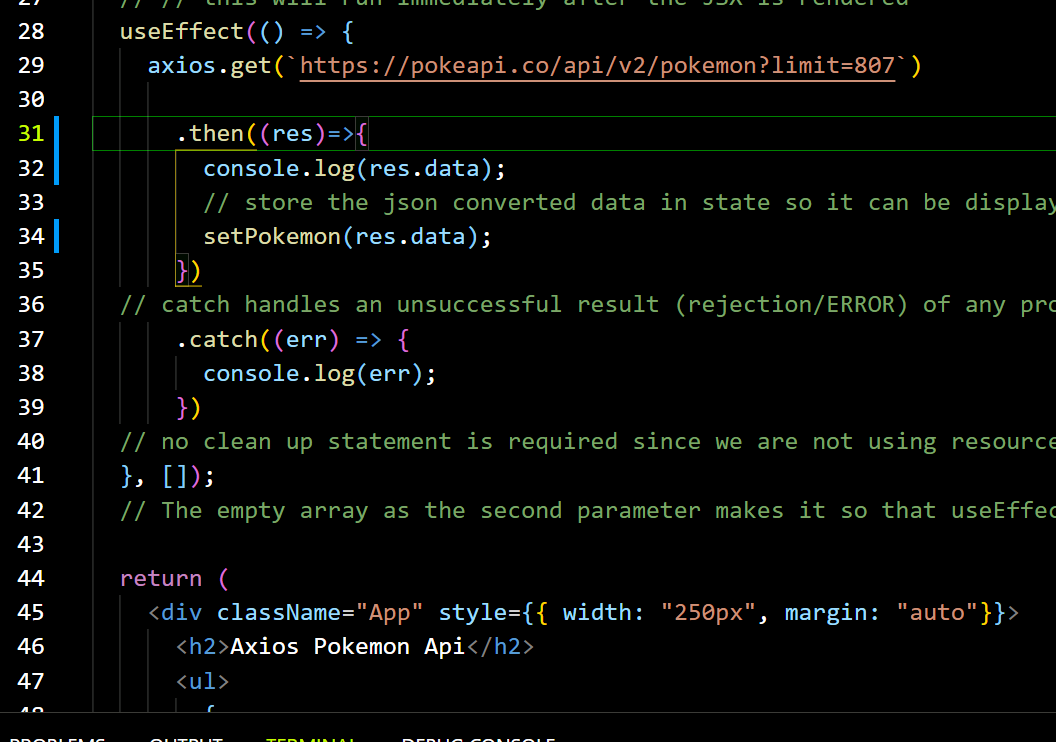 27 // // this will run immediately after the JSX is rendered
28 useEffect(() => {
29 axios.get(`https://pokeapi.co/api/v2/pokemon?limit=807`)
30
31 .then((res)=>{
32 console.log(res.data);
33 // store the json converted data in state so it can be display
34 setPokemon(res.data);
35 })
36 // catch handles an unsuccessful result (rejection/ERROR) of any pro
37 .catch((err) => {
38 console.log(err);
39 })
40 // no clean up statement is required since we are not using resource
41 }, []);
42 // The empty array as the second parameter makes it so that useEffec
43
44 return (
45 <div className="App" style={{ width: "250px", margin: "auto"}}>
46 <h2>Axios Pokemon Api</h2>
47 <ul>
48 {
PROBLEMS OUTPUT TERMINAL DEBUG CONSOLE